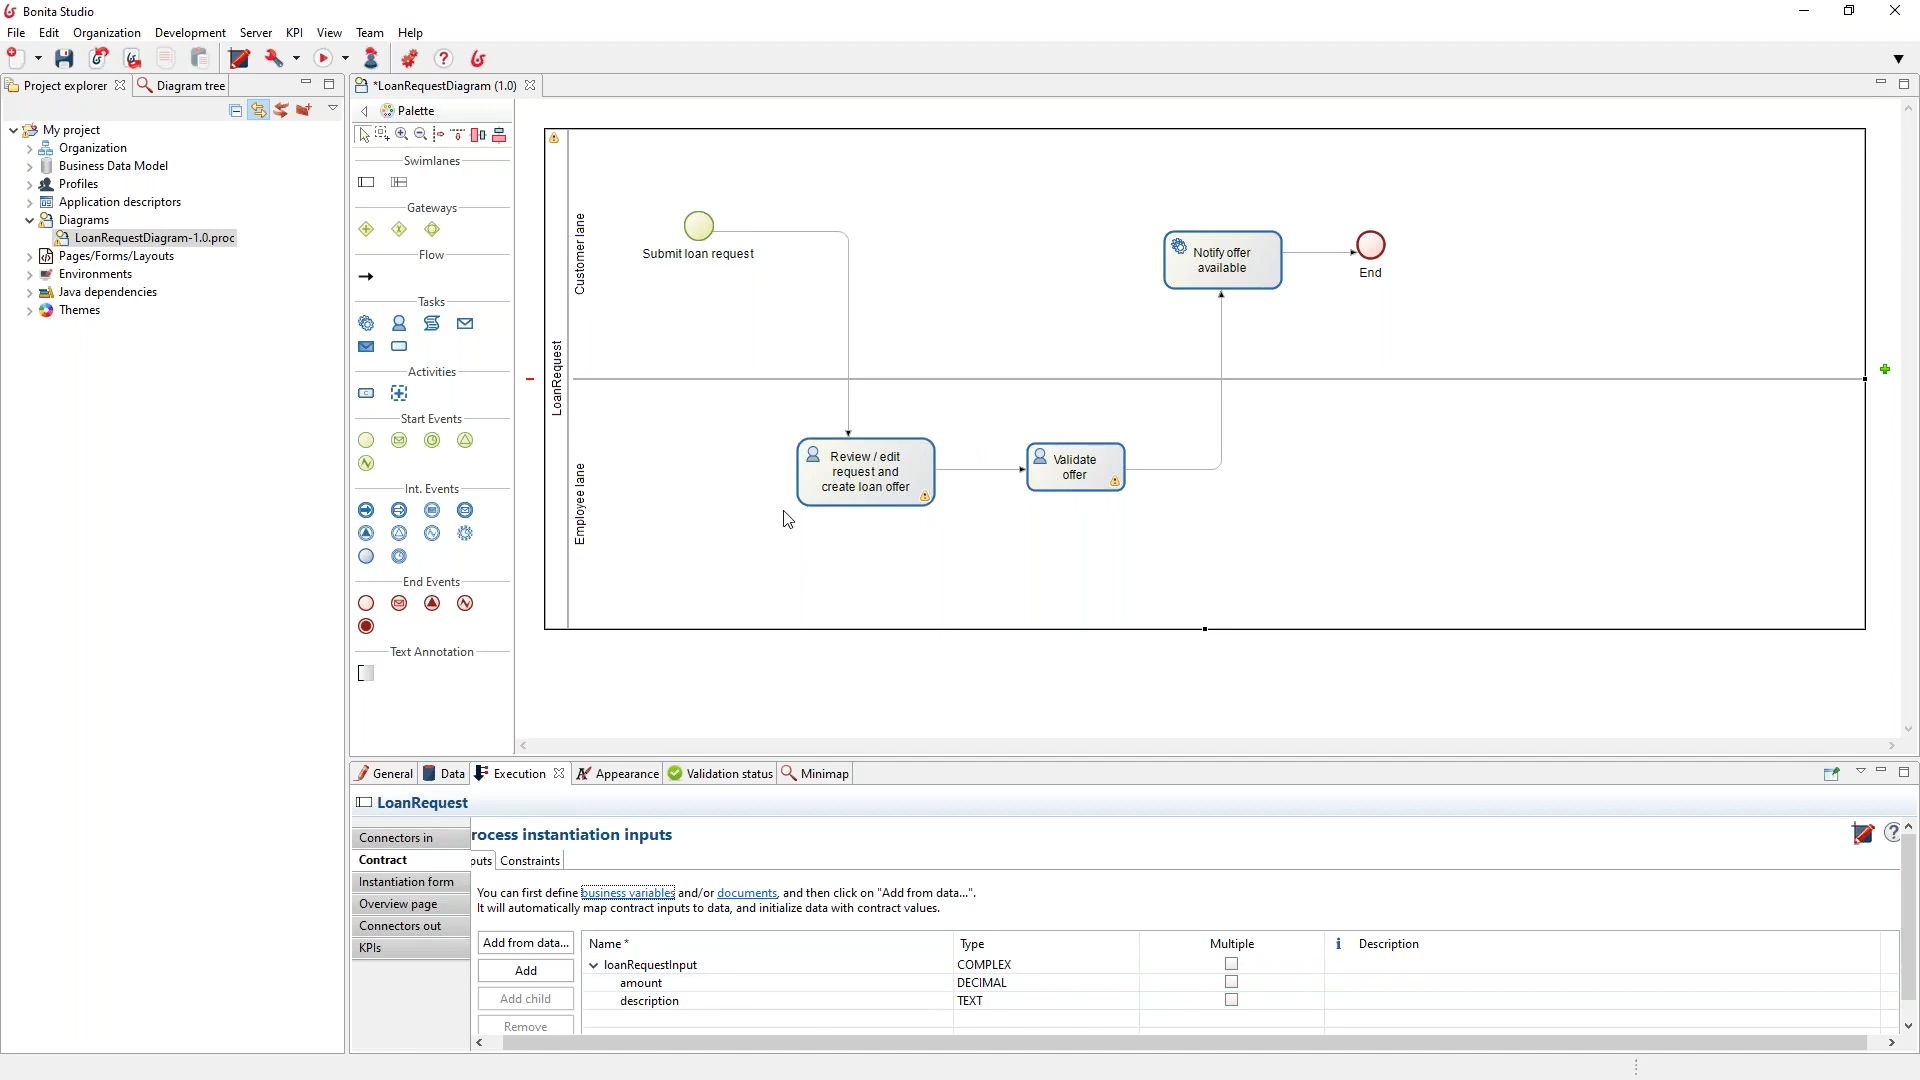 Bonita Studio
File Edit Organization Development Server KPI View Team Help
Project explorer Diagram tree
*LoanRequestDiagram (1.0)
My project
Organization
Business Data Model
Profiles
Application descriptors
Diagrams
LoanRequestDiagram-1.0.proc
Pages/Forms/Layouts
Environments
Java dependencies
Themes
Palette
Swimlanes
Gateways
Flow
Tasks
Activities
Start Events
Int. Events
End Events
Text Annotation
LoanRequest
Customer lane
Employee lane
Submit loan request
Notify offer
available
End
Review / edit
request and
create loan offer
Validate
offer
General Data Execution Appearance Validation status Minimap
LoanRequest
Connectors in
Contract
Instantiation form
Overview page
Connectors out
KPIs
rocess instantiation inputs
puts Constraints
You can first define business variables and/or documents, and then click on "Add from data...".
It will automatically map contract inputs to data, and initialize data with contract values.
Add from data...
Add
Add child
Remove
Name * Type Multiple i Description
loanRequestInput COMPLEX
amount DECIMAL
description TEXT